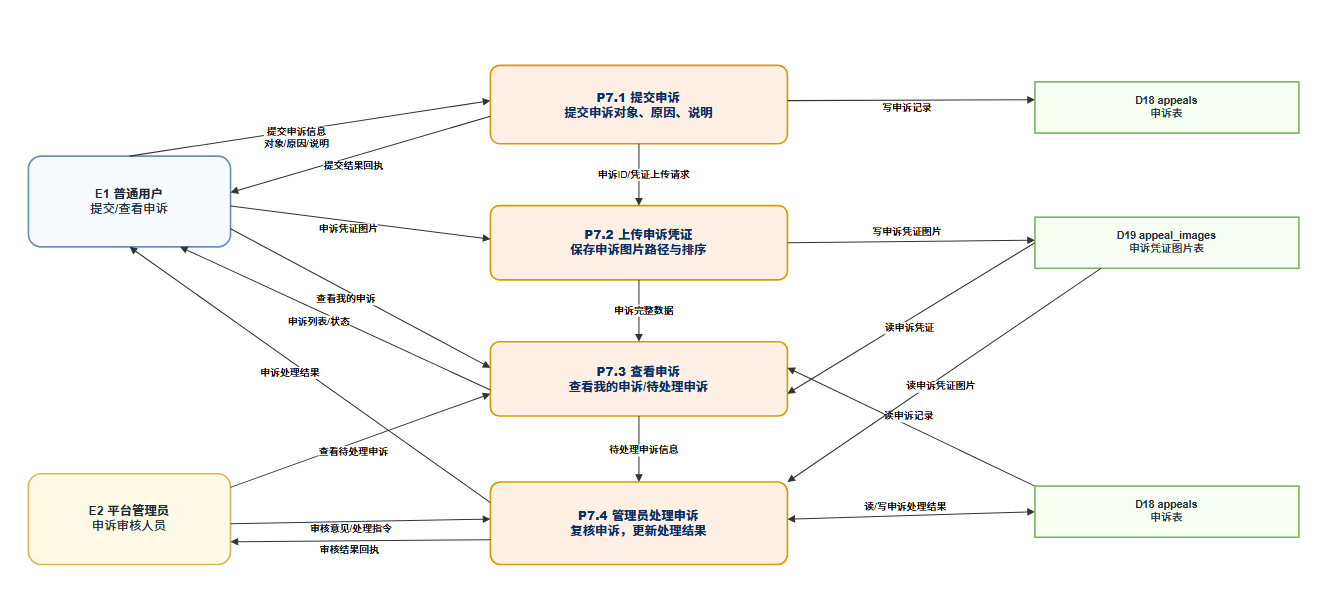 P7.1 提交申诉
提交申诉对象、原因、说明
D18 appeals
申诉表
写申诉记录
提交申诉信息
对象/原因/说明
提交结果回执
申诉ID/凭证上传请求
E1 普通用户
提交/查看申诉
申诉凭证图片
P7.2 上传申诉凭证
保存申诉图片路径与排序
写申诉凭证图片
D19 appeal_images
申诉凭证图片表
查看我的申诉
申诉列表/状态
申诉完整数据
读申诉凭证
申诉处理结果
P7.3 查看申诉
查看我的申诉/待处理申诉
读申诉凭证图片
读申诉记录
查看待处理申诉
待处理申诉信息
E2 平台管理员
申诉审核人员
审核意见/处理指令
审核结果回执
P7.4 管理员处理申诉
复核申诉，更新处理结果
读/写申诉处理结果
D18 appeals
申诉表